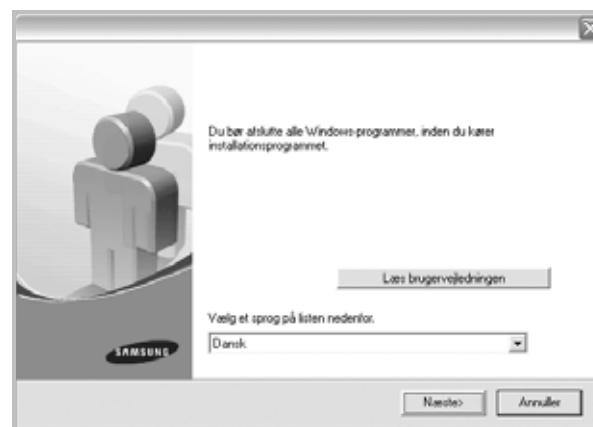 Du bør afslutte alle Windows-programmer, inden du kører
installationsprogrammet.
Læs brugervejledningen
Vælg et sprog på listen nedenfor.
Dansk
SAMSUNG
Næste>
Annuller